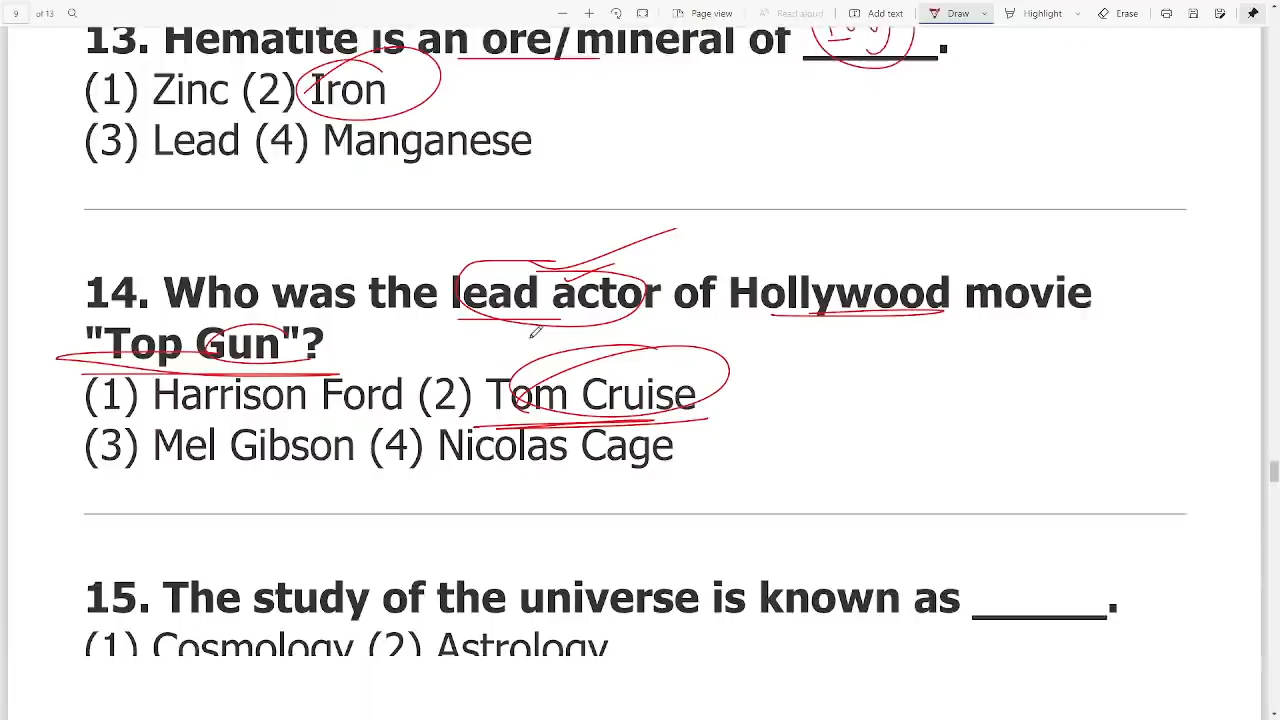 9 of 13 Page view Read aloud Add text Draw Highlight Erase
13. Hematite is an ore/mineral of ______.
(1) Zinc (2) Iron
(3) Lead (4) Manganese
14. Who was the lead actor of Hollywood movie
"Top Gun"?
(1) Harrison Ford (2) Tom Cruise
(3) Mel Gibson (4) Nicolas Cage
15. The study of the universe is known as ______.
(1) Cosmology (2) Astrology